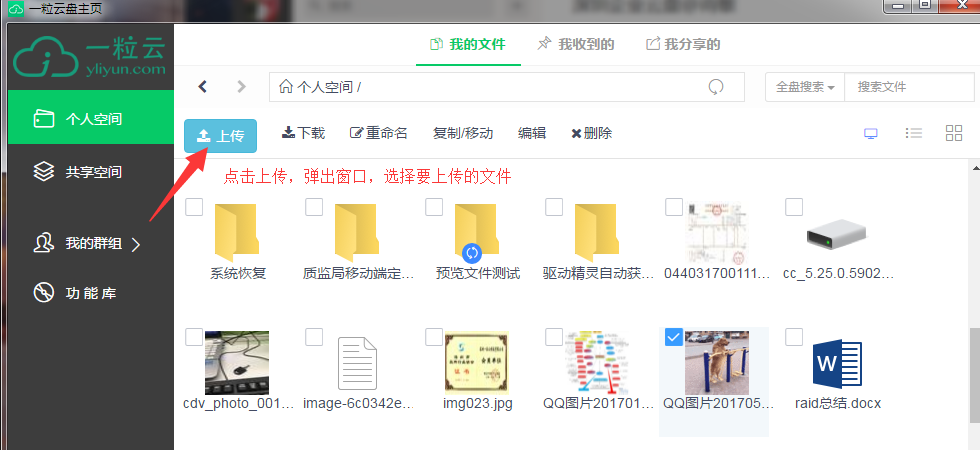 一粒云盘主页
一粒云
yliyun.com
我的文件
我收到的
我分享的
个人空间 /
全盘搜索
搜索文件
上传
下载
重命名
复制/移动
编辑
删除
个人空间
共享空间
我的群组
功能库
点击上传，弹出窗口，选择要上传的文件
系统恢复
质监局移动端定...
预览文件测试
驱动精灵自动获...
044031700111...
cc_5.25.0.5902...
cdv_photo_001...
image-6c0342e...
img023.jpg
QQ图片201701...
QQ图片201705...
raid总结.docx